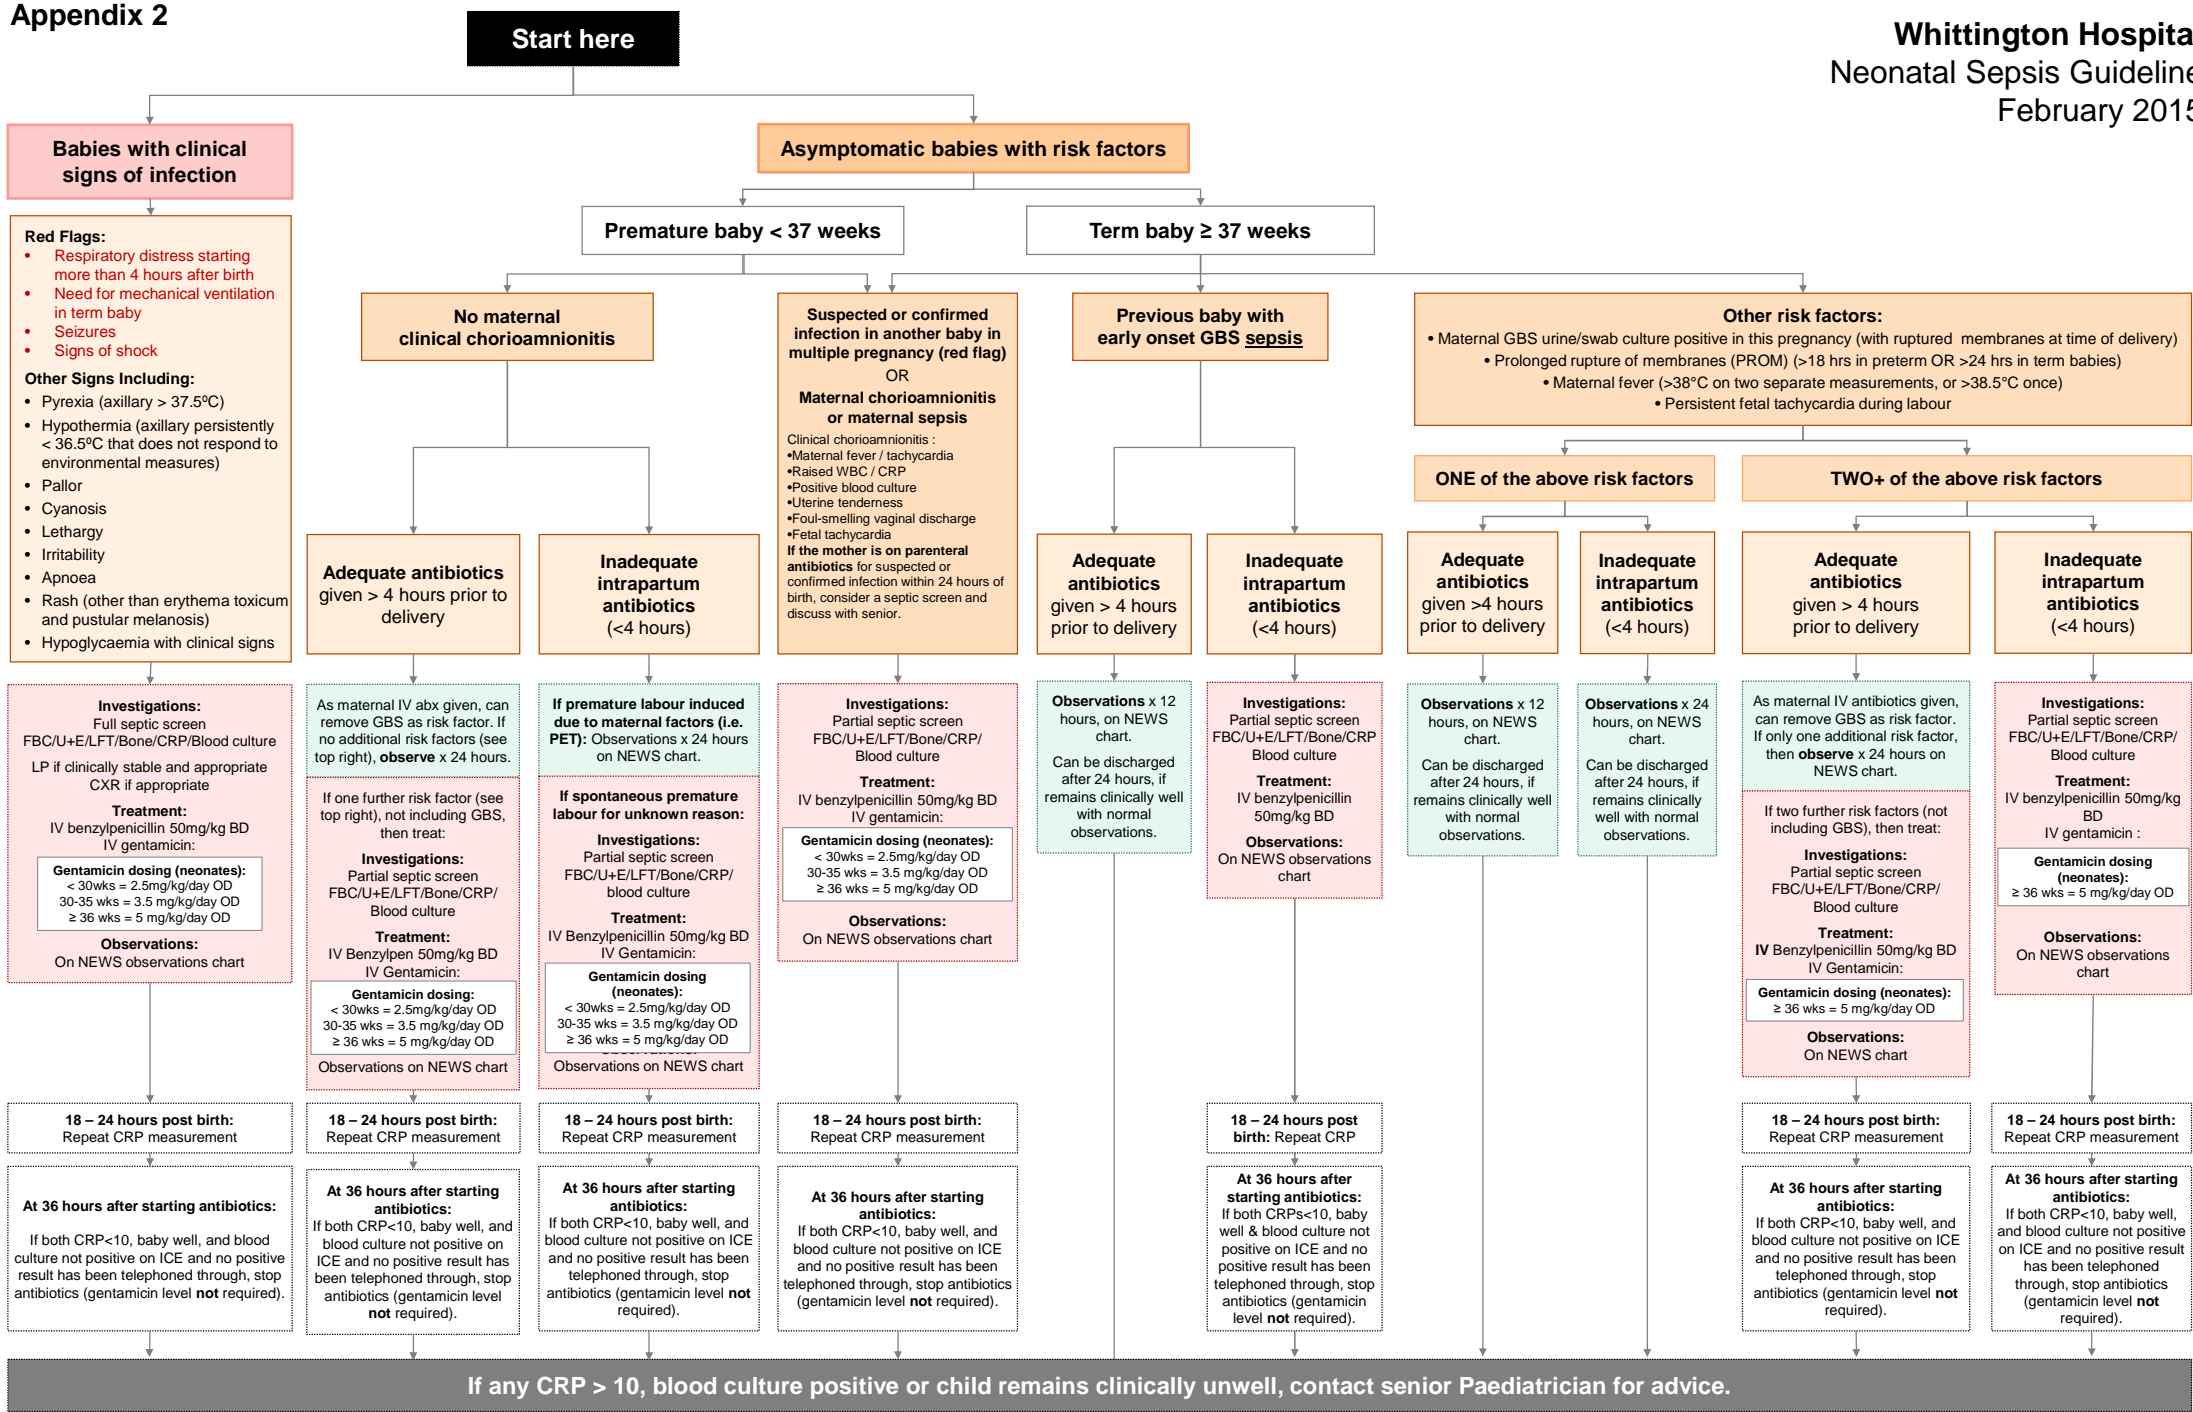 Appendix 2
Start here
Whittington Hospita
Neonatal Sepsis Guideline
February 2015
Babies with clinical
signs of infection
Asymptomatic babies with risk factors
Premature baby < 37 weeks
Term baby ≥ 37 weeks
Red Flags:
• Respiratory distress starting
more than 4 hours after birth
• Need for mechanical ventilation
in term baby
• Seizures
• Signs of shock
Other Signs Including:
• Pyrexia (axillary > 37.5ºC)
• Hypothermia (axillary persistently
< 36.5ºC that does not respond to
environmental measures)
• Pallor
• Cyanosis
• Lethargy
• Irritability
• Apnoea
• Rash (other than erythema toxicum
and pustular melanosis)
• Hypoglycaemia with clinical signs
No maternal
clinical chorioamnionitis
Suspected or confirmed
infection in another baby in
multiple pregnancy (red flag)
OR
Maternal chorioamnionitis
or maternal sepsis
Clinical chorioamnionitis :
•Maternal fever / tachycardia
•Raised WBC / CRP
•Positive blood culture
•Uterine tenderness
•Foul-smelling vaginal discharge
•Fetal tachycardia
If the mother is on parenteral
antibiotics for suspected or
confirmed infection within 24 hours of
birth, consider a septic screen and
discuss with senior.
Previous baby with
early onset GBS sepsis
Other risk factors:
• Maternal GBS urine/swab culture positive in this pregnancy (with ruptured membranes at time of delivery)
• Prolonged rupture of membranes (PROM) (>18 hrs in preterm OR >24 hrs in term babies)
• Maternal fever (>38°C on two separate measurements, or >38.5°C once)
• Persistent fetal tachycardia during labour
ONE of the above risk factors
TWO+ of the above risk factors
Adequate antibiotics
given > 4 hours prior to
delivery
Inadequate
intrapartum
antibiotics
(<4 hours)
Adequate
antibiotics
given > 4 hours
prior to delivery
Inadequate
intrapartum
antibiotics
(<4 hours)
Adequate
antibiotics
given >4 hours
prior to delivery
Inadequate
intrapartum
antibiotics
(<4 hours)
Adequate
antibiotics
given > 4 hours
prior to delivery
Inadequate
intrapartum
antibiotics
(<4 hours)
Investigations:
Full septic screen
FBC/U+E/LFT/Bone/CRP/Blood culture
LP if clinically stable and appropriate
CXR if appropriate
Treatment:
IV benzylpenicillin 50mg/kg BD
IV gentamicin:
Gentamicin dosing (neonates):
< 30wks = 2.5mg/kg/day OD
30-35 wks = 3.5 mg/kg/day OD
≥ 36 wks = 5 mg/kg/day OD
Observations:
On NEWS observations chart
As maternal IV abx given, can
remove GBS as risk factor. If
no additional risk factors (see
top right), observe x 24 hours.
If one further risk factor (see
top right), not including GBS,
then treat:
Investigations:
Partial septic screen
FBC/U+E/LFT/Bone/CRP/
Blood culture
Treatment:
IV Benzylpen 50mg/kg BD
IV Gentamicin:
Gentamicin dosing:
< 30wks = 2.5mg/kg/day OD
30-35 wks = 3.5 mg/kg/day OD
≥ 36 wks = 5 mg/kg/day OD
Observations on NEWS chart
If premature labour induced
due to maternal factors (i.e.
PET): Observations x 24 hours
on NEWS chart.
If spontaneous premature
labour for unknown reason:
Investigations:
Partial septic screen
FBC/U+E/LFT/Bone/CRP/
blood culture
Treatment:
IV Benzylpenicillin 50mg/kg BD
IV Gentamicin:
Gentamicin dosing
(neonates):
< 30wks = 2.5mg/kg/day OD
30-35 wks = 3.5 mg/kg/day OD
≥ 36 wks = 5 mg/kg/day OD
Observations on NEWS chart
Investigations:
Partial septic screen
FBC/U+E/LFT/Bone/CRP/
Blood culture
Treatment:
IV benzylpenicillin 50mg/kg BD
IV gentamicin:
Gentamicin dosing (neonates):
< 30wks = 2.5mg/kg/day OD
30-35 wks = 3.5 mg/kg/day OD
≥ 36 wks = 5 mg/kg/day OD
Observations:
On NEWS observations chart
Observations x 12
hours, on NEWS
chart.
Can be discharged
after 24 hours, if
remains clinically well
with normal
observations.
Investigations:
Partial septic screen
FBC/U+E/LFT/Bone/CRP
Blood culture
Treatment:
IV benzylpenicillin
50mg/kg BD
Observations:
On NEWS observations
chart
Observations x 12
hours, on NEWS
chart.
Can be discharged
after 24 hours, if
remains clinically well
with normal
observations.
Observations x 24
hours, on NEWS
chart.
Can be discharged
after 24 hours, if
remains clinically
well with normal
observations.
As maternal IV antibiotics given,
can remove GBS as risk factor.
If only one additional risk factor,
then observe x 24 hours on
NEWS chart.
If two further risk factors (not
including GBS), then treat:
Investigations:
Partial septic screen
FBC/U+E/LFT/Bone/CRP/
Blood culture
Treatment:
IV Benzylpenicillin 50mg/kg BD
IV Gentamicin:
Gentamicin dosing (neonates):
≥ 36 wks = 5 mg/kg/day OD
Observations:
On NEWS chart
Investigations:
Partial septic screen
FBC/U+E/LFT/Bone/CRP/
Blood culture
Treatment:
IV benzylpenicillin 50mg/kg
BD
IV gentamicin :
Gentamicin dosing
(neonates):
≥ 36 wks = 5 mg/kg/day OD
Observations:
On NEWS observations
chart
18 – 24 hours post birth:
Repeat CRP measurement
18 – 24 hours post birth:
Repeat CRP measurement
18 – 24 hours post birth:
Repeat CRP measurement
18 – 24 hours post birth:
Repeat CRP measurement
18 – 24 hours post
birth: Repeat CRP
18 – 24 hours post birth:
Repeat CRP measurement
18 – 24 hours post birth:
Repeat CRP measurement
At 36 hours after starting antibiotics:
If both CRP<10, baby well, and blood
culture not positive on ICE and no positive
result has been telephoned through, stop
antibiotics (gentamicin level not required).
At 36 hours after starting
antibiotics:
If both CRP<10, baby well, and
blood culture not positive on
ICE and no positive result has
been telephoned through, stop
antibiotics (gentamicin level
not required).
At 36 hours after starting
antibiotics:
If both CRP<10, baby well, and
blood culture not positive on ICE
and no positive result has been
telephoned through, stop
antibiotics (gentamicin level not
required).
At 36 hours after starting
antibiotics:
If both CRP<10, baby well, and
blood culture not positive on ICE
and no positive result has been
telephoned through, stop antibiotics
(gentamicin level not required).
At 36 hours after
starting antibiotics:
If both CRPs<10, baby
well & blood culture not
positive on ICE and no
positive result has been
telephoned through, stop
antibiotics (gentamicin
level not required).
At 36 hours after starting
antibiotics:
If both CRP<10, baby well, and
blood culture not positive on ICE
and no positive result has been
telephoned through, stop
antibiotics (gentamicin level not
required).
At 36 hours after starting
antibiotics:
If both CRP<10, baby well,
and blood culture not positive
on ICE and no positive result
has been telephoned
through, stop antibiotics
(gentamicin level not
required).
If any CRP > 10, blood culture positive or child remains clinically unwell, contact senior Paediatrician for advice.